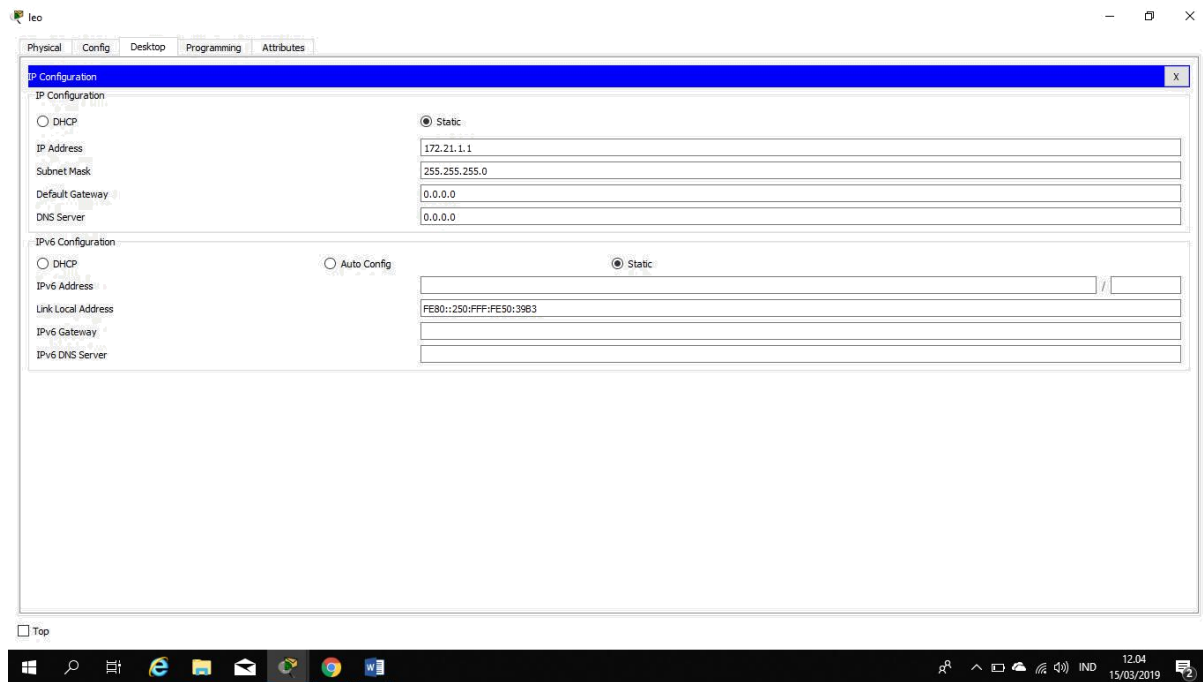 leo
Physical Config Desktop Programming Attributes
IP Configuration X
IP Configuration
DHCP Static
IP Address 172.21.1.1
Subnet Mask 255.255.255.0
Default Gateway 0.0.0.0
DNS Server 0.0.0.0
IPv6 Configuration
DHCP Auto Config Static
IPv6 Address /
Link Local Address FE80::250:FFF:FE50:39B3
IPv6 Gateway
IPv6 DNS Server
Top
IND 12.04
15/03/2019 2